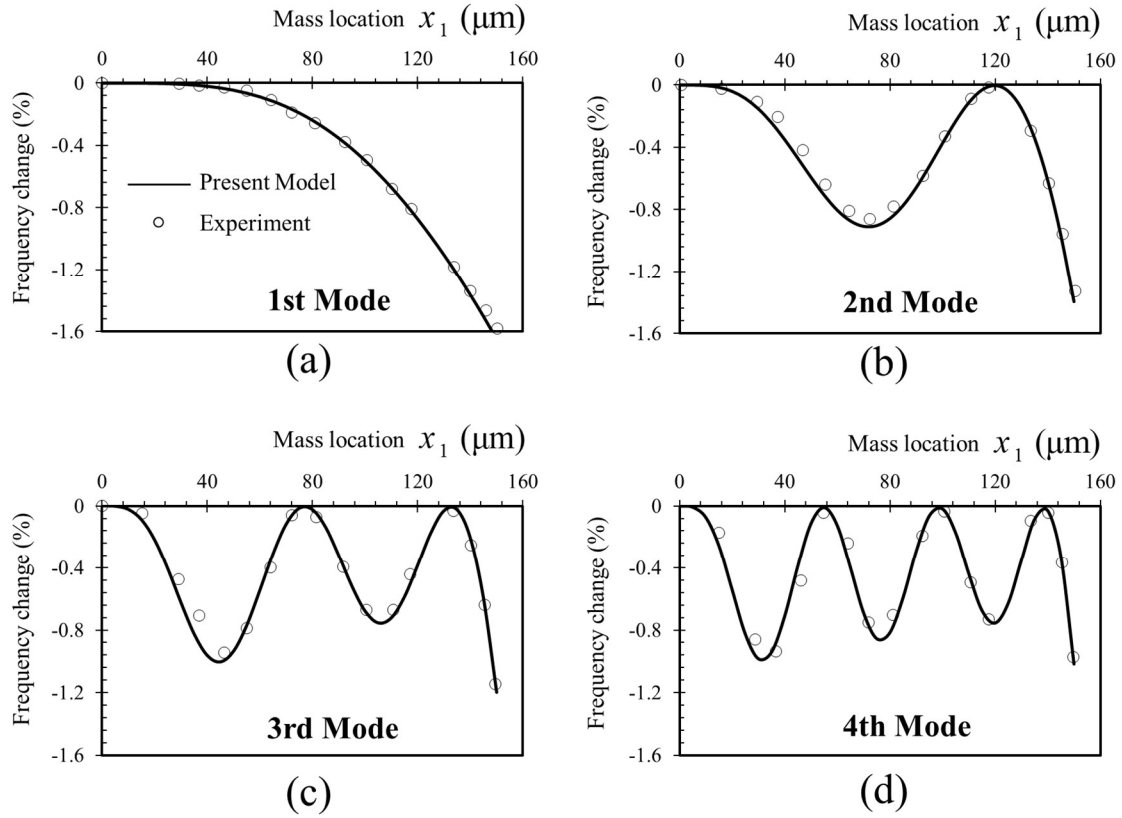 Mass location x1 (μm)
0 40 80 120 160
0
-0.4
-0.8
-1.2
-1.6
Frequency change (%)
Present Model
Experiment
1st Mode
(a)
Mass location x1 (μm)
0 40 80 120 160
0
-0.4
-0.8
-1.2
-1.6
Frequency change (%)
2nd Mode
(b)
Mass location x1 (μm)
0 40 80 120 160
0
-0.4
-0.8
-1.2
-1.6
Frequency change (%)
3rd Mode
(c)
Mass location x1 (μm)
0 40 80 120 160
0
-0.4
-0.8
-1.2
-1.6
Frequency change (%)
4th Mode
(d)